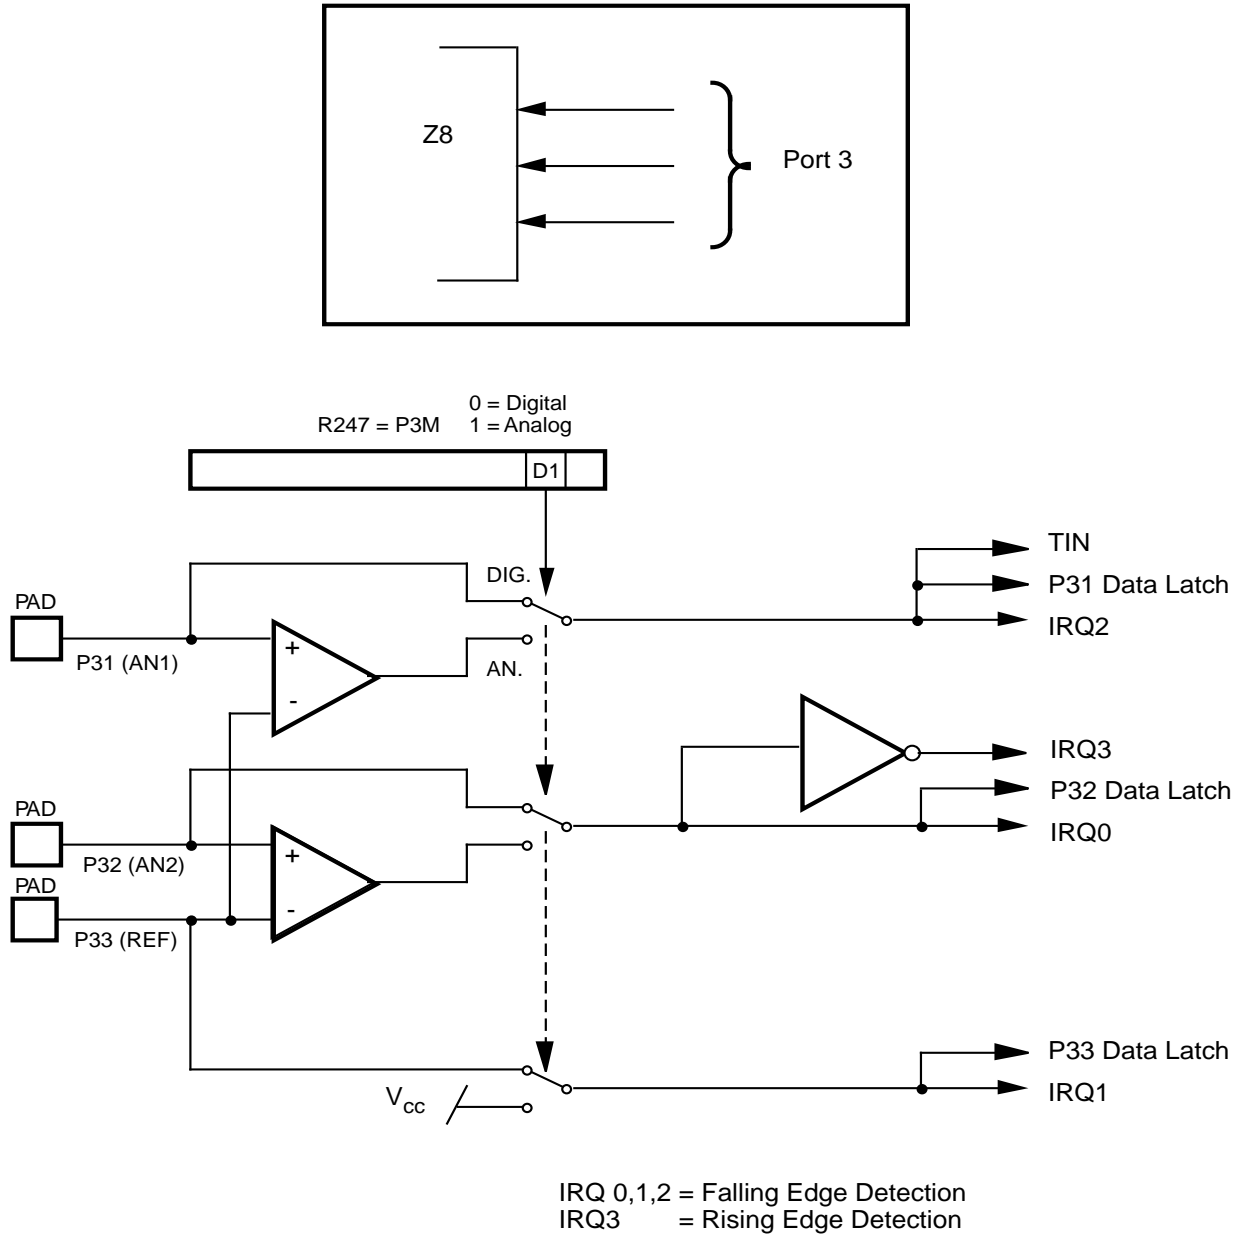 Z8
Port 3
0 = Digital
R247 = P3M 1 = Analog
D1
TIN
DIG.
P31 Data Latch
PAD
IRQ2
+
P31 (AN1)
AN.
-
IRQ3
P32 Data Latch
PAD
IRQ0
+
P32 (AN2)
PAD
-
P33 (REF)
P33 Data Latch
Vcc
IRQ1
IRQ 0,1,2 = Falling Edge Detection
IRQ3 = Rising Edge Detection